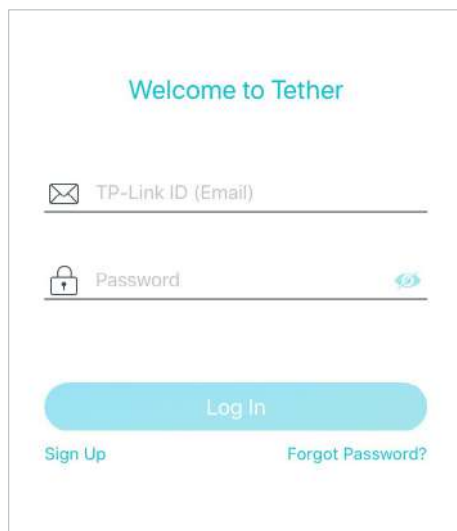 Welcome to Tether
TP-Link ID (Email)
Password
Log In
Sign Up Forgot Password?